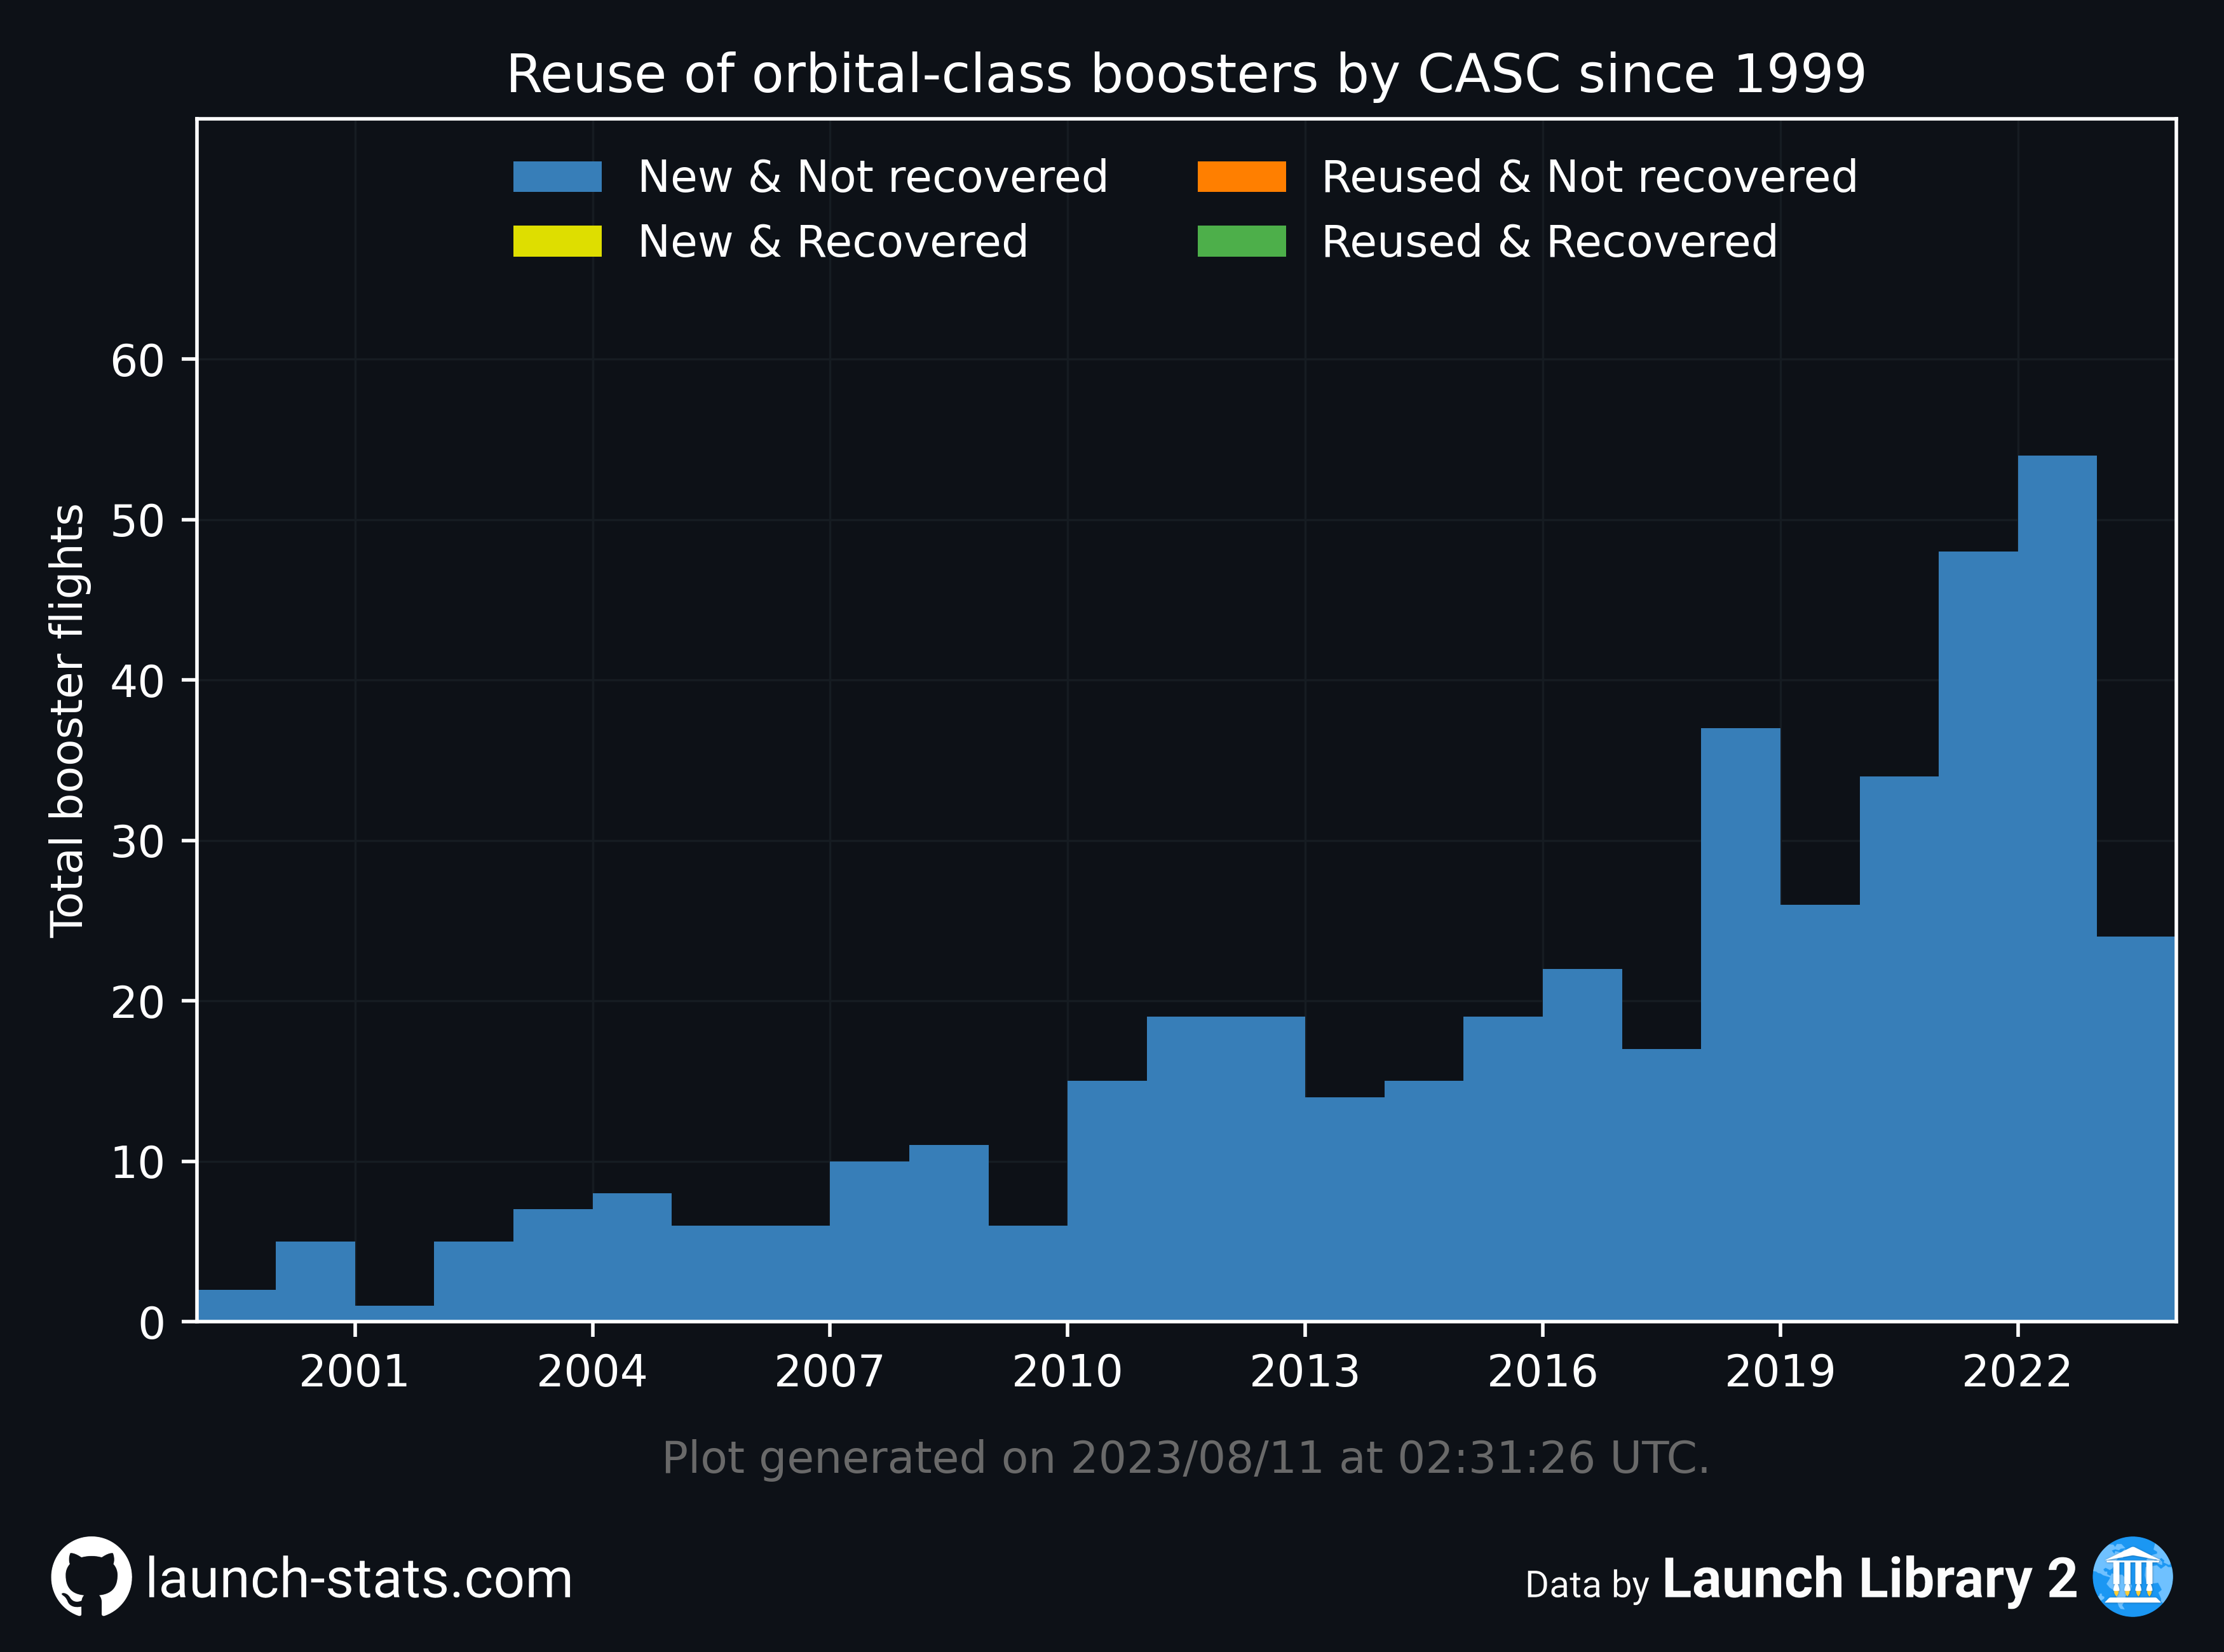 Reuse of orbital-class boosters by CASC since 1999
New & Not recovered
Reused & Not recovered
New & Recovered
Reused & Recovered
Total booster flights
60
50
40
30
20
10
0
2001 2004 2007 2010 2013 2016 2019 2022
Plot generated on 2023/08/11 at 02:31:26 UTC.
launch-stats.com
Data by Launch Library 2